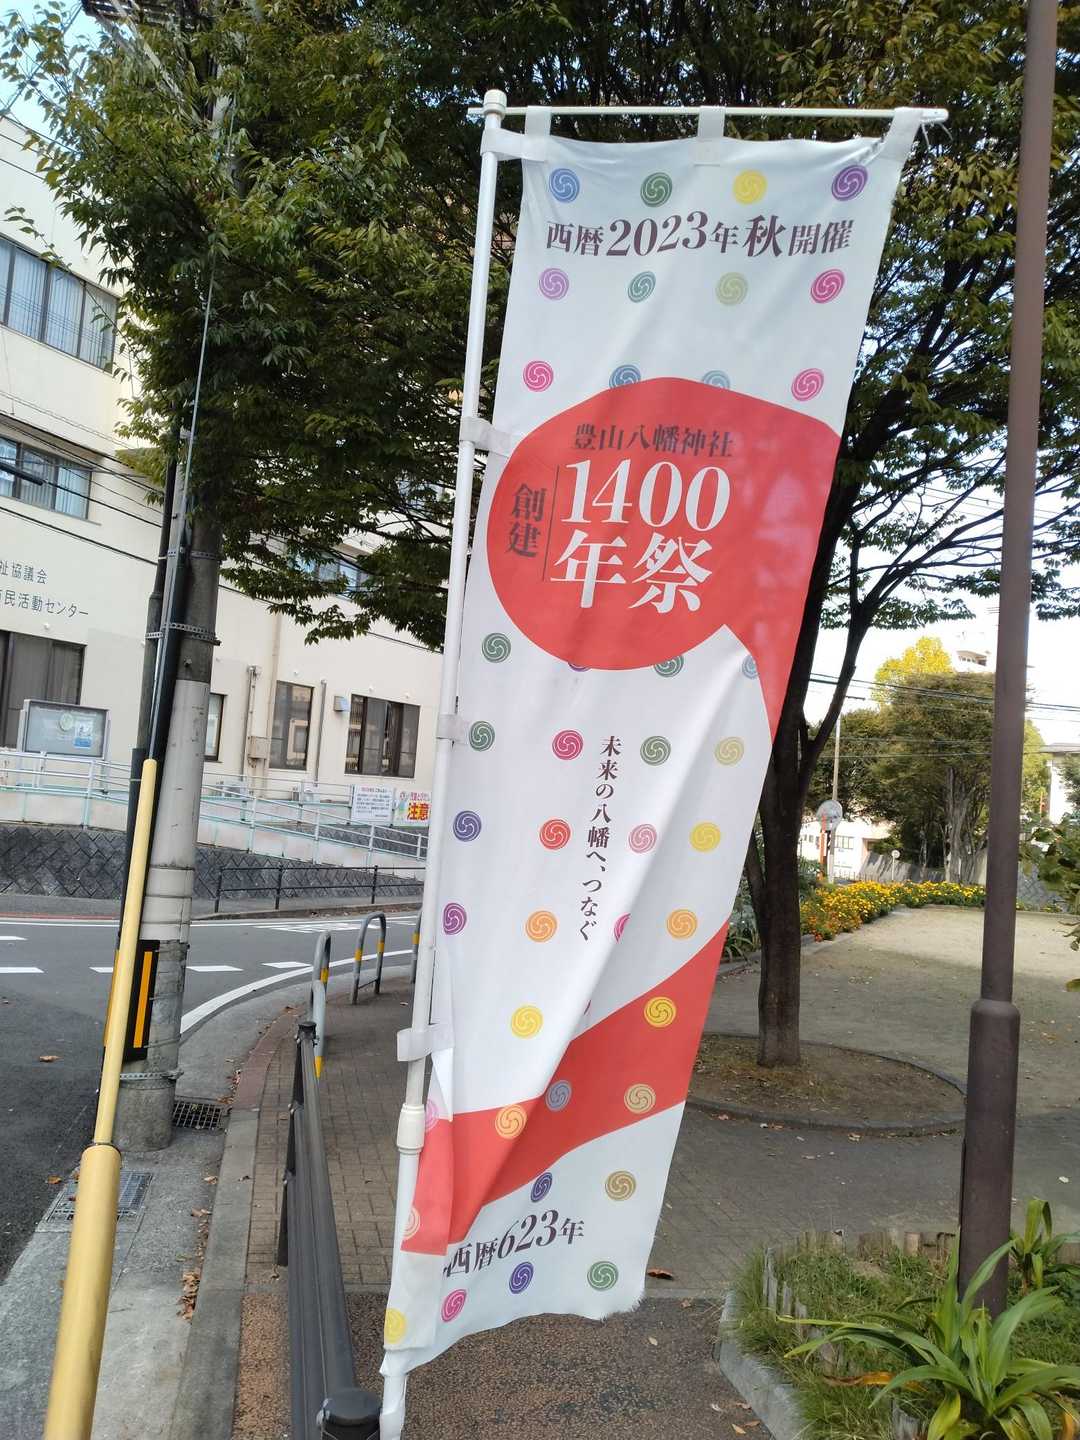 西暦2023年秋開催
豊山八幡神社
創建
1400
年祭
未来の八幡へ、つなぐ
西暦623年
祉協議会
民活動センター
注意